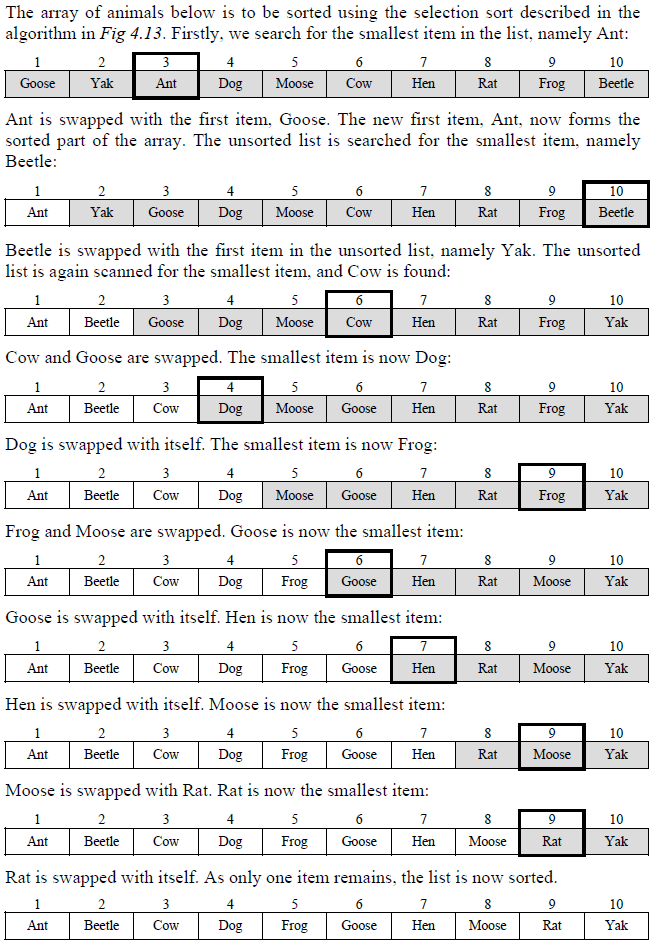 The array of animals below is to be sorted using the selection sort described in the
algorithm in Fig 4.13. Firstly, we search for the smallest item in the list, namely Ant:
1 2 3 4 5 6 7 8 9 10
Goose Yak Ant Dog Moose Cow Hen Rat Frog Beetle
Ant is swapped with the first item, Goose. The new first item, Ant, now forms the
sorted part of the array. The unsorted list is searched for the smallest item, namely
Beetle:
1 2 3 4 5 6 7 8 9 10
Ant Yak Goose Dog Moose Cow Hen Rat Frog Beetle
Beetle is swapped with the first item in the unsorted list, namely Yak. The unsorted
list is again scanned for the smallest item, and Cow is found:
1 2 3 4 5 6 7 8 9 10
Ant Beetle Goose Dog Moose Cow Hen Rat Frog Yak
Cow and Goose are swapped. The smallest item is now Dog:
1 2 3 4 5 6 7 8 9 10
Ant Beetle Cow Dog Moose Goose Hen Rat Frog Yak
Dog is swapped with itself. The smallest item is now Frog:
1 2 3 4 5 6 7 8 9 10
Ant Beetle Cow Dog Moose Goose Hen Rat Frog Yak
Frog and Moose are swapped. Goose is now the smallest item:
1 2 3 4 5 6 7 8 9 10
Ant Beetle Cow Dog Frog Goose Hen Rat Moose Yak
Goose is swapped with itself. Hen is now the smallest item:
1 2 3 4 5 6 7 8 9 10
Ant Beetle Cow Dog Frog Goose Hen Rat Moose Yak
Hen is swapped with itself. Moose is now the smallest item:
1 2 3 4 5 6 7 8 9 10
Ant Beetle Cow Dog Frog Goose Hen Rat Moose Yak
Moose is swapped with Rat. Rat is now the smallest item:
1 2 3 4 5 6 7 8 9 10
Ant Beetle Cow Dog Frog Goose Hen Moose Rat Yak
Rat is swapped with itself. As only one item remains, the list is now sorted.
1 2 3 4 5 6 7 8 9 10
Ant Beetle Cow Dog Frog Goose Hen Moose Rat Yak